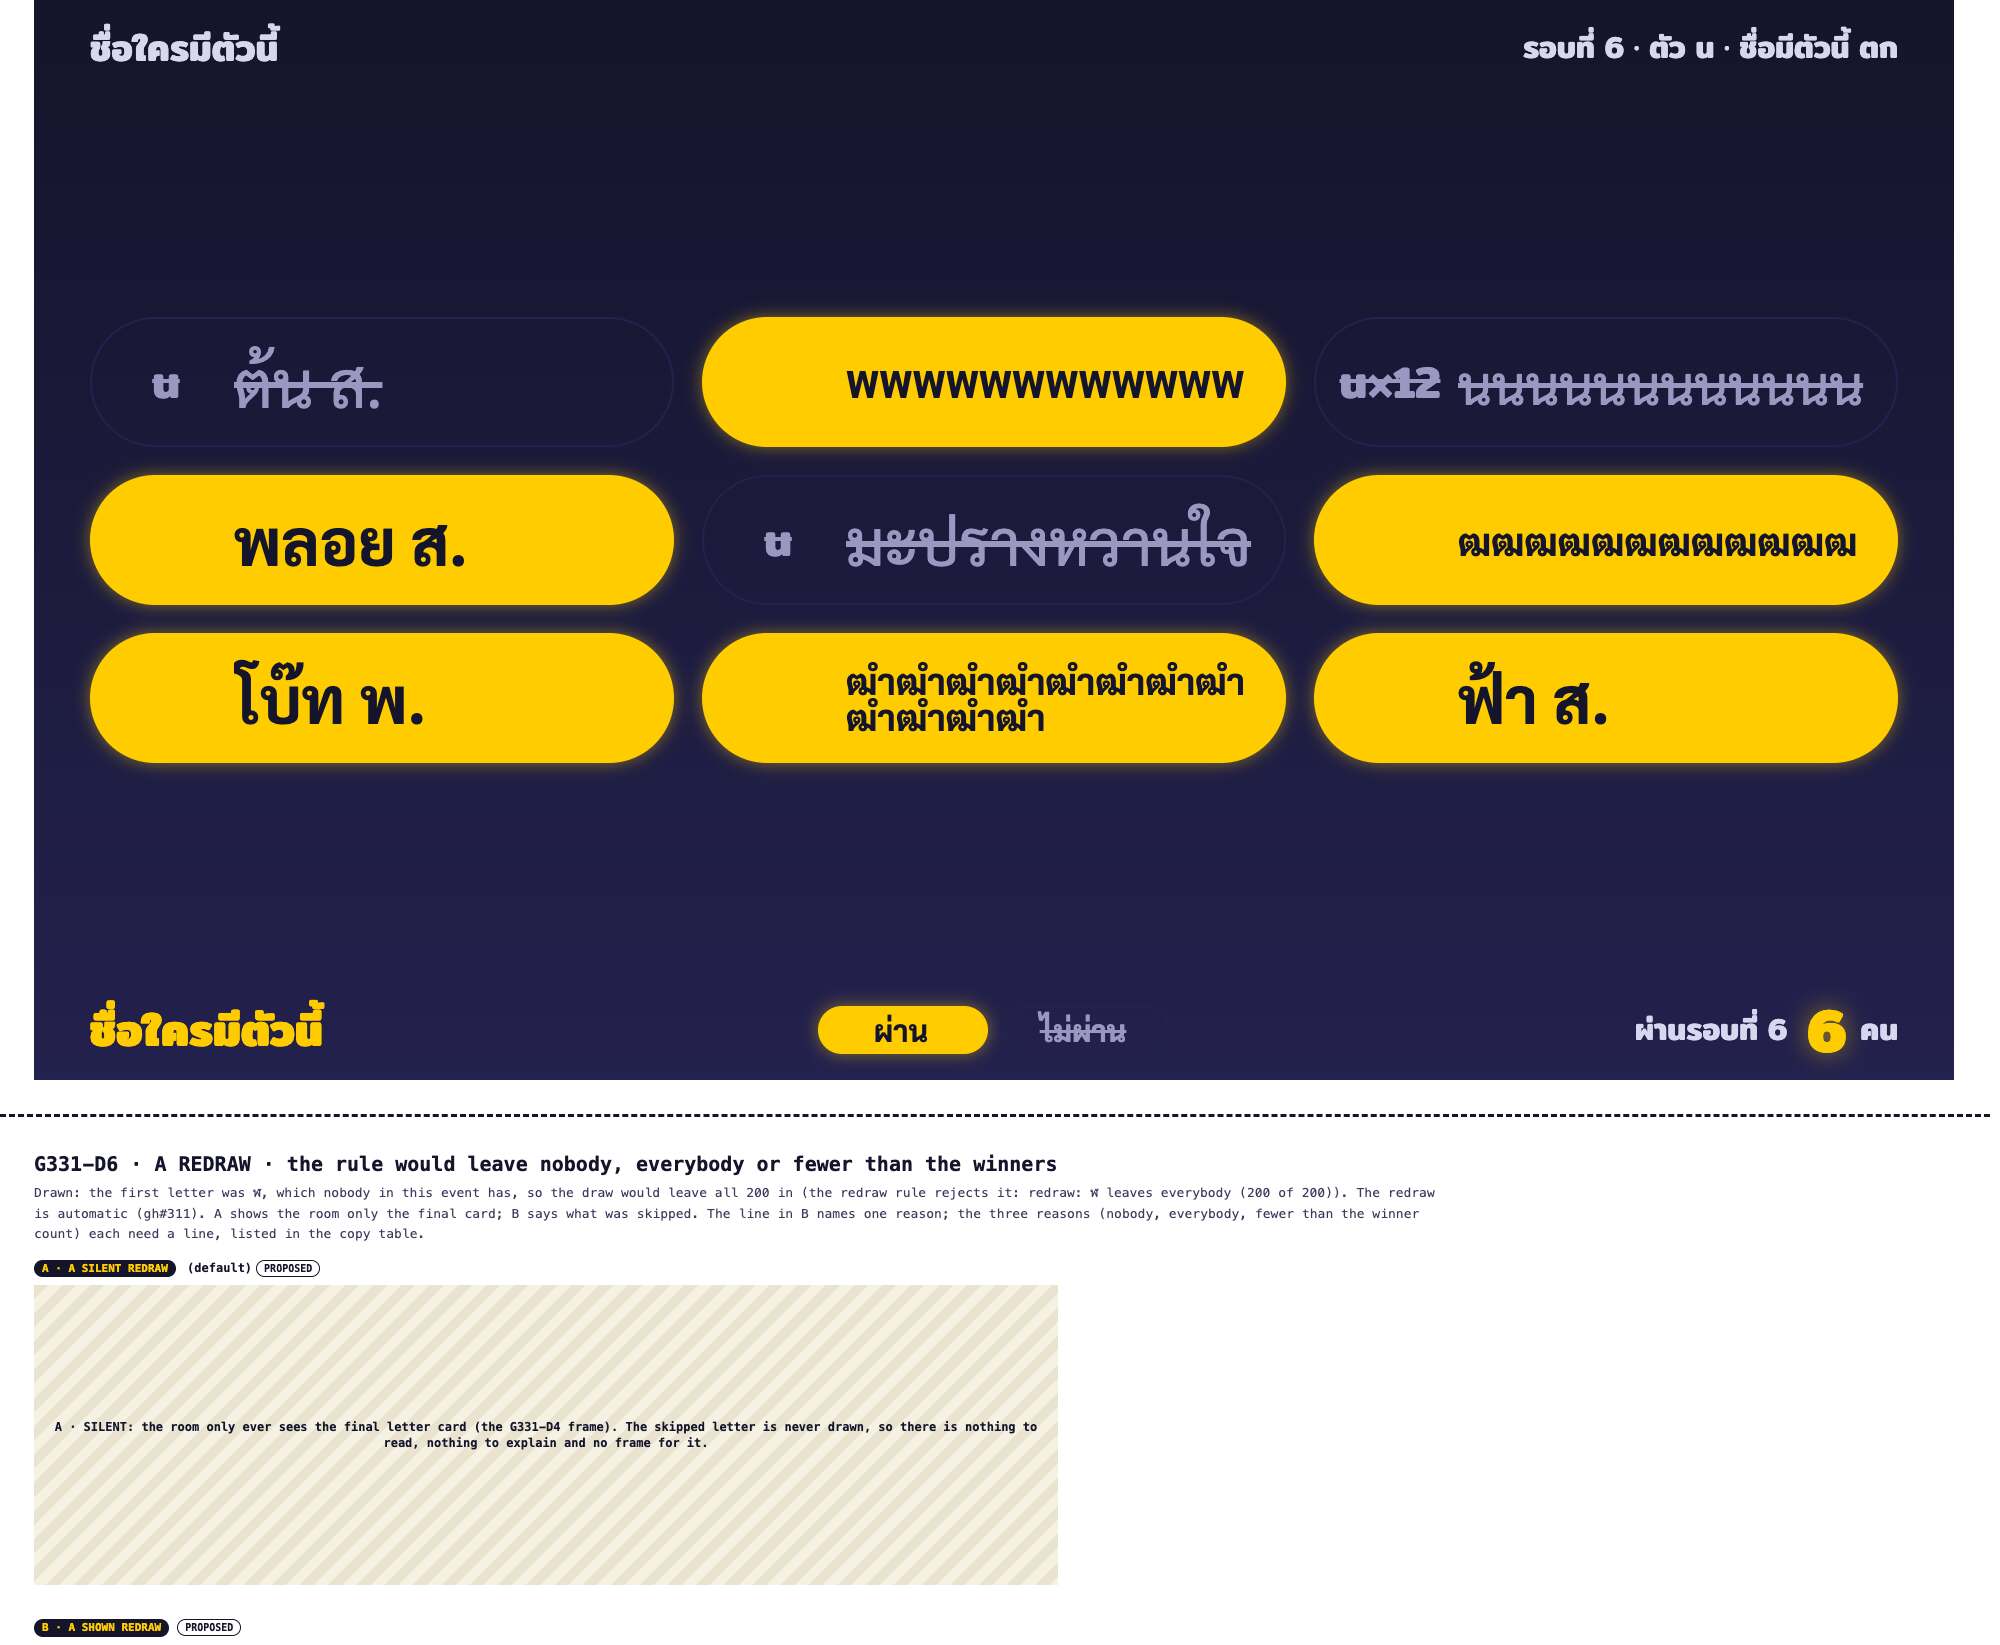 ชื่อใครมีตัวนี้
รอบที่ 6 · ตัว น · ชื่อมีตัวนี้ ตก
น ต้น ส.
WWWWWWWWWWWW
น×12 นนนนนนนนนนนน
พลอย ส.
น มะปรางหวานใจ
ฒฒฒฒฒฒฒฒฒฒฒฒ
โบ๊ท พ.
ฒำฒำฒำฒำฒำฒำฒำฒำ
ฒำฒำฒำฒำ
ฟ้า ส.
ชื่อใครมีตัวนี้
ผ่าน
ไม่ผ่าน
ผ่านรอบที่ 6 6 คน
G331-D6 · A REDRAW · the rule would leave nobody, everybody or fewer than the winners
Drawn: the first letter was ฬ, which nobody in this event has, so the draw would leave all 200 in (the redraw rule rejects it: redraw: ฬ leaves everybody (200 of 200)). The redraw
is automatic (gh#311). A shows the room only the final card; B says what was skipped. The line in B names one reason; the three reasons (nobody, everybody, fewer than the winner
count) each need a line, listed in the copy table.
A · A SILENT REDRAW (default) PROPOSED
A · SILENT: the room only ever sees the final letter card (the G331-D4 frame). The skipped letter is never drawn, so there is nothing to
read, nothing to explain and no frame for it.
B · A SHOWN REDRAW PROPOSED